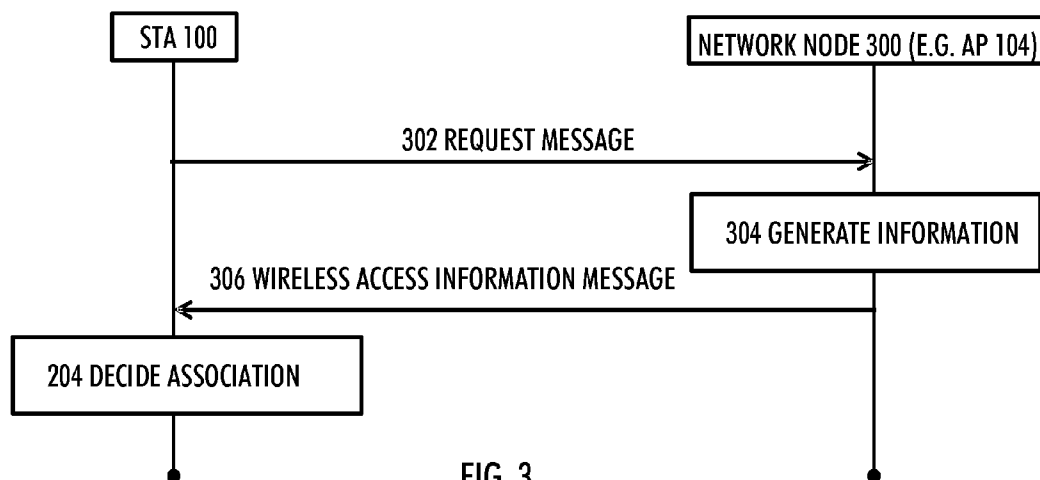 STA 100
NETWORK NODE 300 (E.G. AP 104)
302 REQUEST MESSAGE
304 GENERATE INFORMATION
306 WIRELESS ACCESS INFORMATION MESSAGE
204 DECIDE ASSOCIATION
FIG. 3